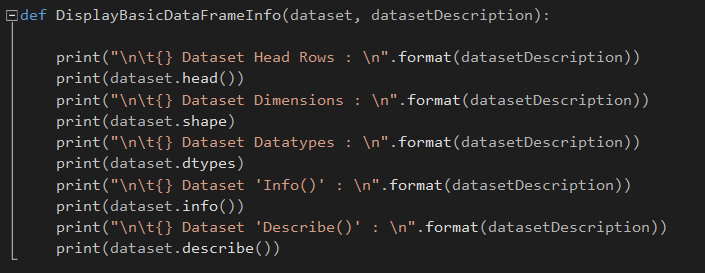 def DisplayBasicDataFrameInfo(dataset, datasetDescription):
print("\n\t{} Dataset Head Rows : \n".format(datasetDescription))
print(dataset.head())
print("\n\t{} Dataset Dimensions : \n".format(datasetDescription))
print(dataset.shape)
print("\n\t{} Dataset Datatypes : \n".format(datasetDescription))
print(dataset.dtypes)
print("\n\t{} Dataset 'Info()' : \n".format(datasetDescription))
print(dataset.info())
print("\n\t{} Dataset 'Describe()' : \n".format(datasetDescription))
print(dataset.describe())